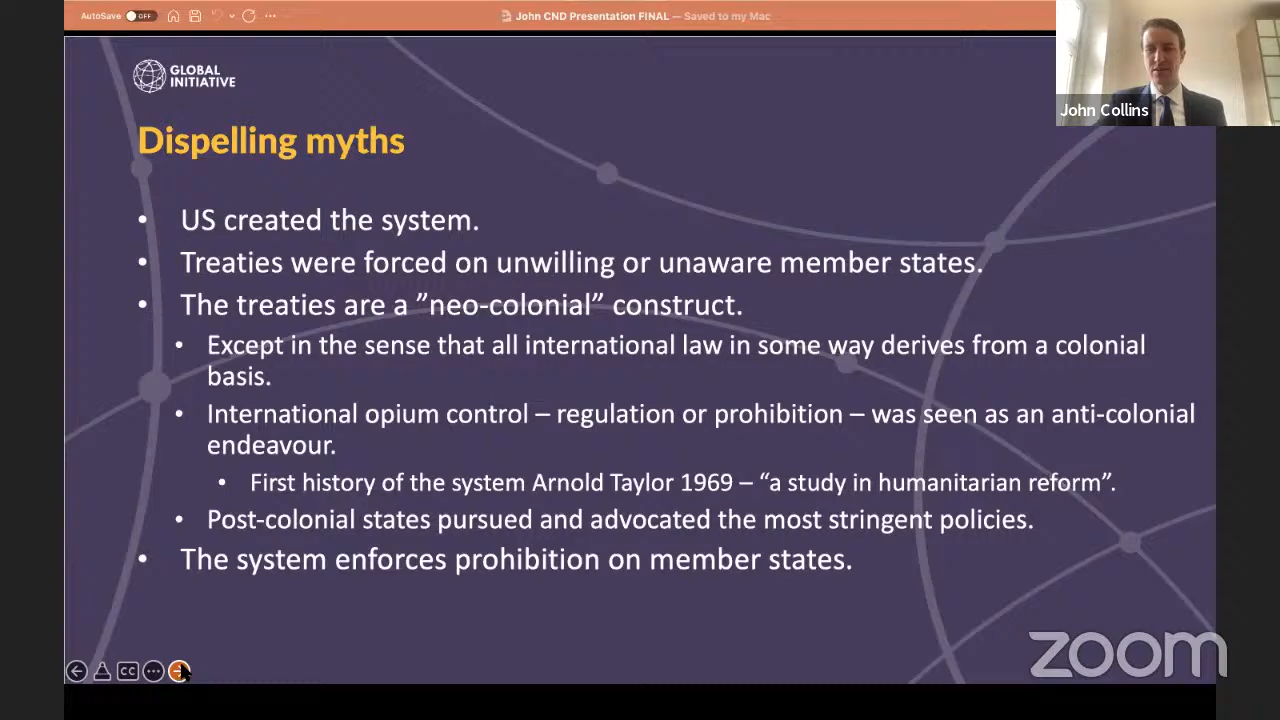 AutoSave OFF
John CND Presentation FINAL — Saved to my Mac
John Collins
GLOBAL
INITIATIVE
Dispelling myths
• US created the system.
• Treaties were forced on unwilling or unaware member states.
• The treaties are a ”neo-colonial” construct.
• Except in the sense that all international law in some way derives from a colonial
basis.
• International opium control – regulation or prohibition – was seen as an anti-colonial
endeavour.
• First history of the system Arnold Taylor 1969 – “a study in humanitarian reform”.
• Post-colonial states pursued and advocated the most stringent policies.
• The system enforces prohibition on member states.
CC
zoom